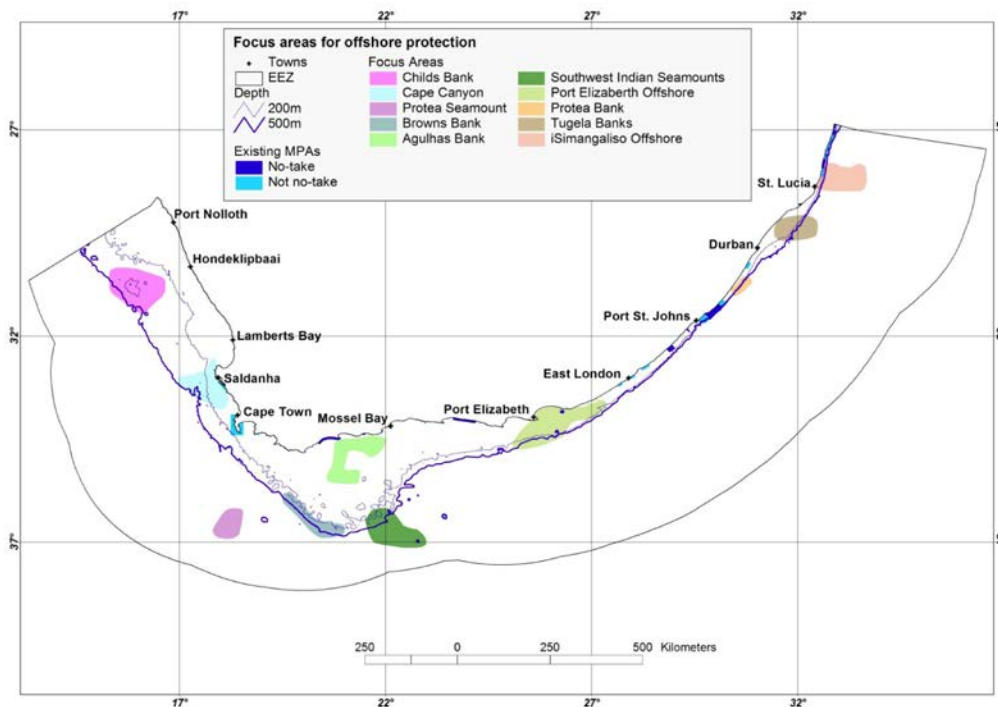 17° 22° 27° 32°
Focus areas for offshore protection
Towns
EEZ
Depth
200m
500m
Existing MPAs
No-take
Not no-take
Focus Areas
Childs Bank
Cape Canyon
Protea Seamount
Browns Bank
Agulhas Bank
Southwest Indian Seamounts
Port Elizaberth Offshore
Protea Bank
Tugela Banks
iSimangaliso Offshore
27°
St. Lucia
Port Nolloth
Durban
Hondeklipbaai
Port St. Johns
32°
Lamberts Bay
East London
Saldanha
Cape Town
Mossel Bay
Port Elizabeth
37°
250 0 250 500 Kilometers
17° 22° 27° 32°